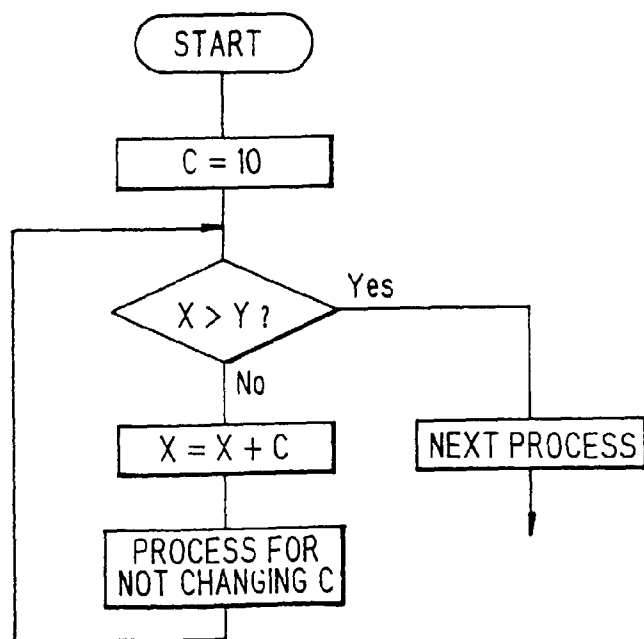 START
C = 10
X > Y ?
Yes
No
X = X + C
NEXT PROCESS
PROCESS FOR
NOT CHANGING C